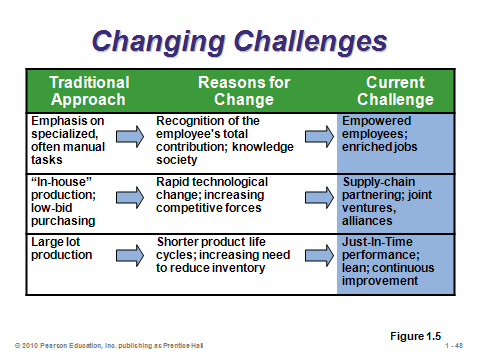 Changing Challenges
Traditional
Approach
Reasons for
Change
Current
Challenge
Emphasis on
specialized,
often manual
tasks
Recognition of the
employee's total
contribution; knowledge
society
Empowered
employees;
enriched jobs
“In-house”
production;
low-bid
purchasing
Rapid technological
change; increasing
competitive forces
Supply-chain
partnering; joint
ventures,
alliances
Large lot
production
Shorter product life
cycles; increasing need
to reduce inventory
Just-In-Time
performance;
lean; continuous
improvement
Figure 1.5
© 2010 Pearson Education, Inc. publishing as Prentice Hall
1 - 48